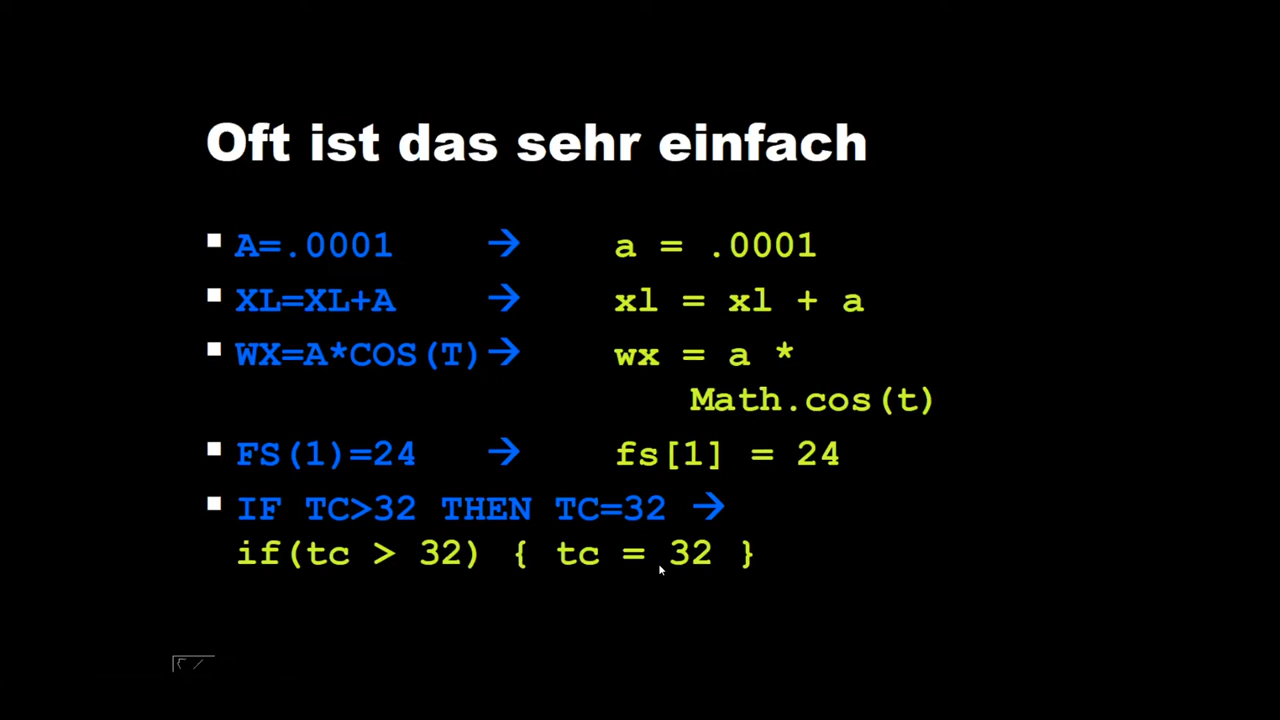 Oft ist das sehr einfach
▪ A=.0001 → a = .0001
▪ XL=XL+A → xl = xl + a
▪ WX=A*COS(T)→ wx = a *
Math.cos(t)
▪ FS(1)=24 → fs[1] = 24
▪ IF TC>32 THEN TC=32 →
if(tc > 32) { tc = 32 }